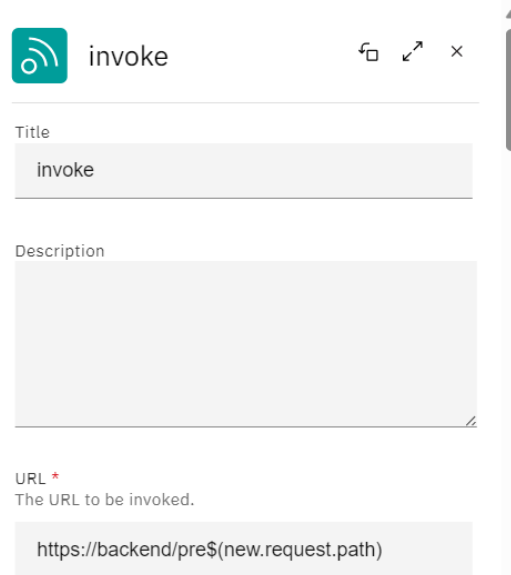 invoke
Title
invoke
Description
URL *
The URL to be invoked.
https://backend/pre$(new.request.path)